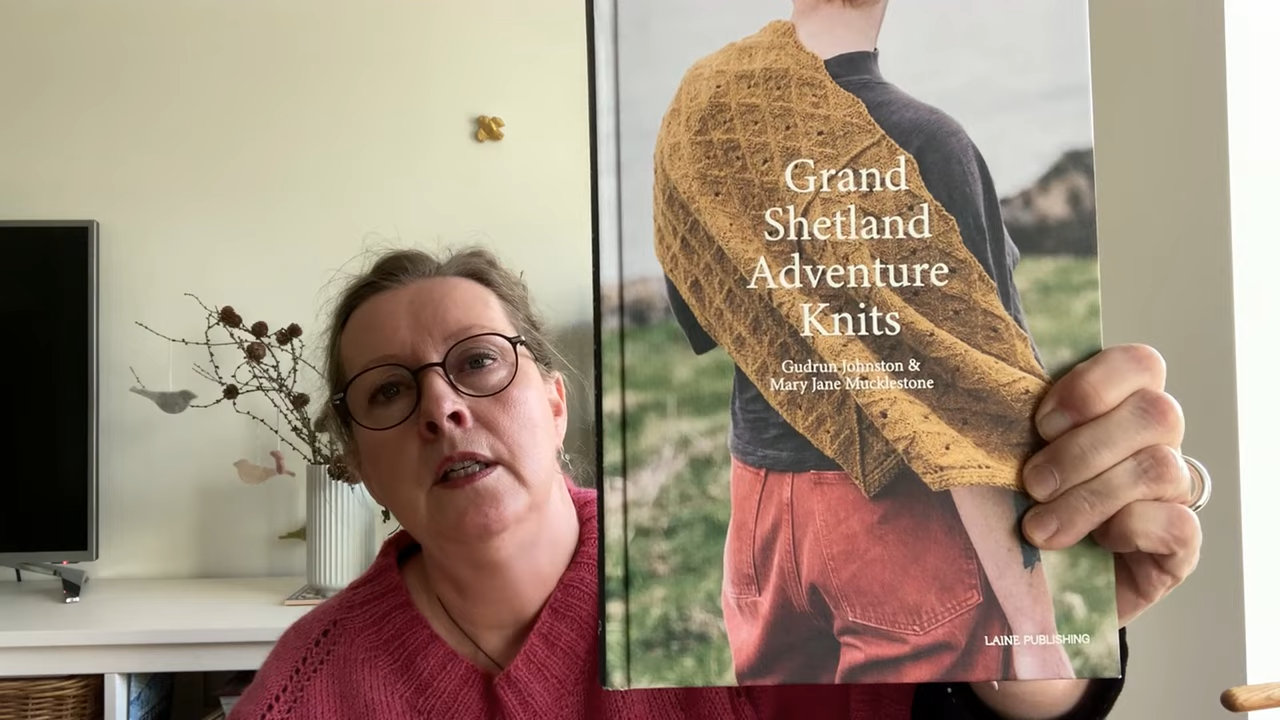 Grand
Shetland
Adventure
Knits
Gudrun Johnston &
Mary Jane Mucklestone
LAINE PUBLISHING